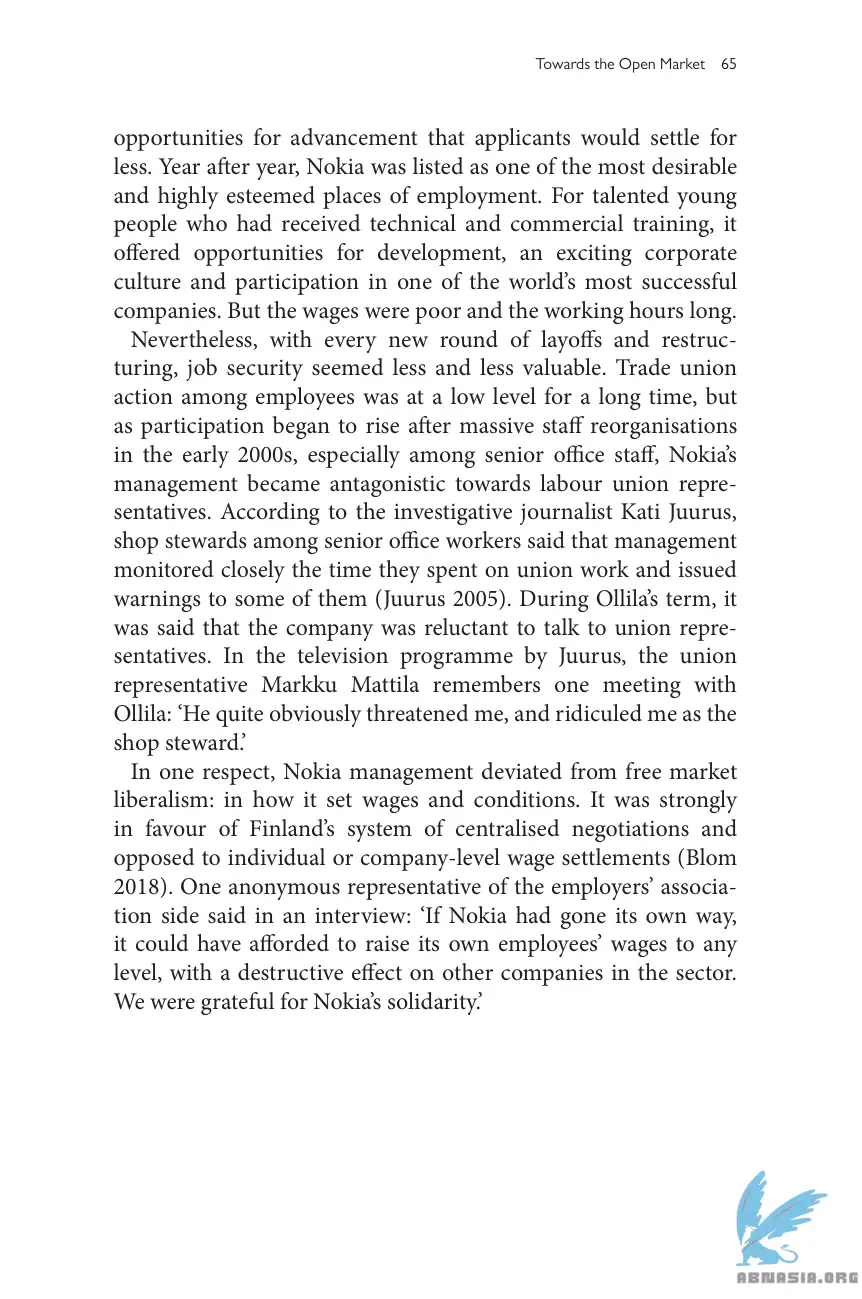 Towards the Open Market 65
opportunities for advancement that applicants would settle for
less. Year after year, Nokia was listed as one of the most desirable
and highly esteemed places of employment. For talented young
people who had received technical and commercial training, it
offered opportunities for development, an exciting corporate
culture and participation in one of the world’s most successful
companies. But the wages were poor and the working hours long.
Nevertheless, with every new round of layoffs and restruc-
turing, job security seemed less and less valuable. Trade union
action among employees was at a low level for a long time, but
as participation began to rise after massive staff reorganisations
in the early 2000s, especially among senior office staff, Nokia’s
management became antagonistic towards labour union repre-
sentatives. According to the investigative journalist Kati Juurus,
shop stewards among senior office workers said that management
monitored closely the time they spent on union work and issued
warnings to some of them (Juurus 2005). During Ollila’s term, it
was said that the company was reluctant to talk to union repre-
sentatives. In the television programme by Juurus, the union
representative Markku Mattila remembers one meeting with
Ollila: ‘He quite obviously threatened me, and ridiculed me as the
shop steward.’
In one respect, Nokia management deviated from free market
liberalism: in how it set wages and conditions. It was strongly
in favour of Finland’s system of centralised negotiations and
opposed to individual or company-level wage settlements (Blom
2018). One anonymous representative of the employers’ associa-
tion side said in an interview: ‘If Nokia had gone its own way,
it could have afforded to raise its own employees’ wages to any
level, with a destructive effect on other companies in the sector.
We were grateful for Nokia’s solidarity.’
ABNASIA.ORG